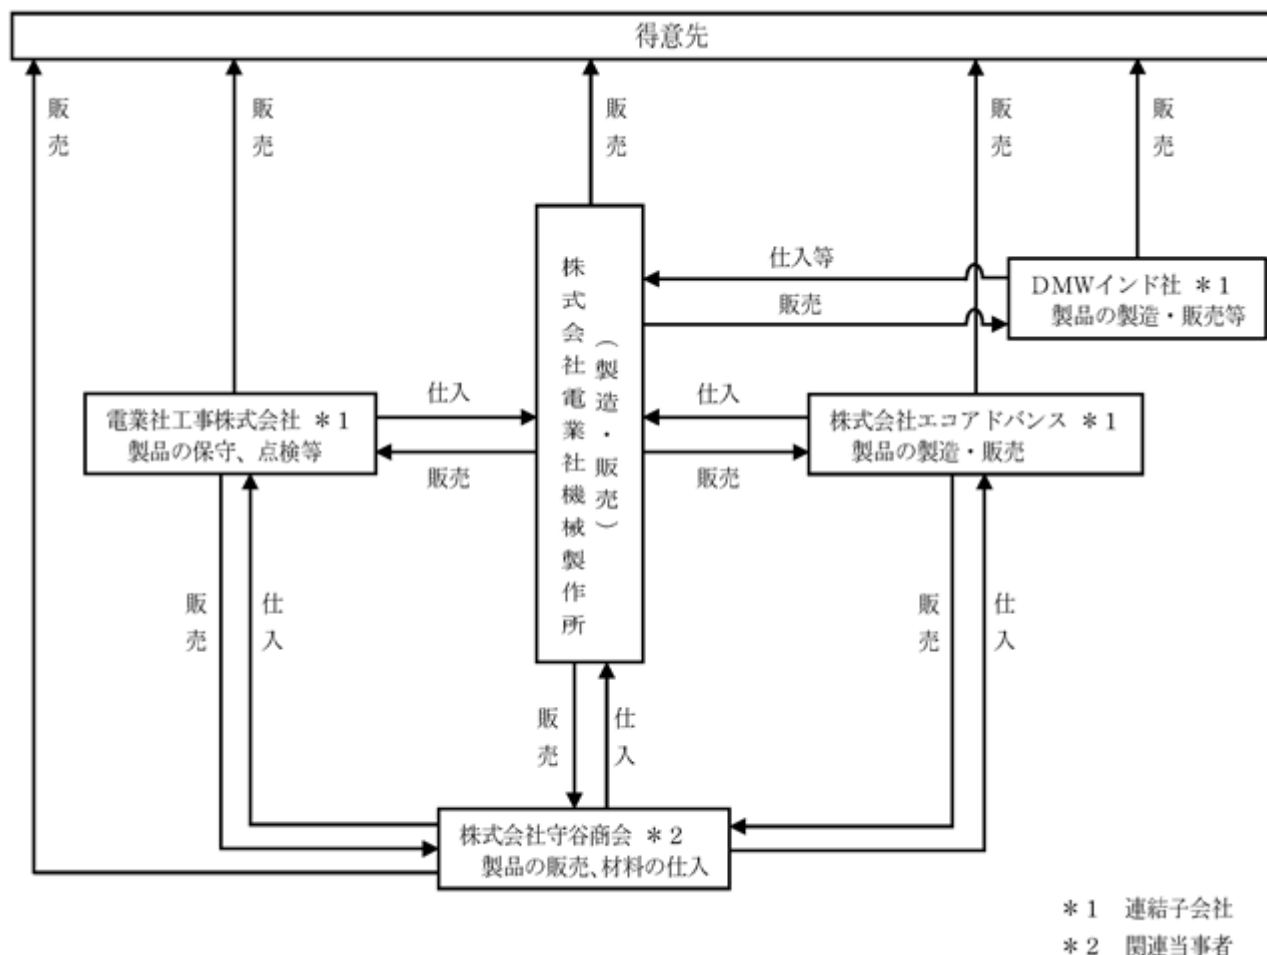 得意先
販売
販売
販売
販売
販売
仕入等
DMWインド社 ＊1
製品の製造・販売等
販売
株式会社電業社機械製作所
（製造・販売）
電業社工事株式会社 ＊1
製品の保守、点検等
仕入
販売
仕入
販売
株式会社エコアドバンス ＊1
製品の製造・販売
販売
仕入
販売
仕入
販売
仕入
株式会社守谷商会 ＊2
製品の販売、材料の仕入
＊1 連結子会社
＊2 関連当事者